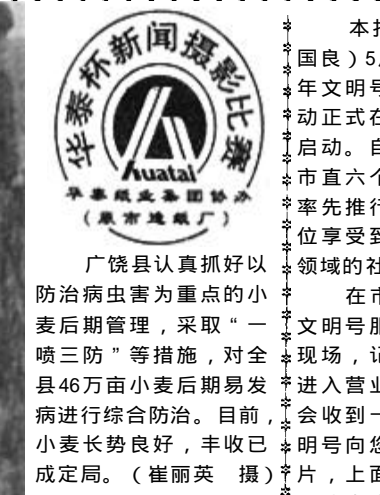 华泰杯新闻摄影比赛
huatai
华泰纸业集团协办
（原市造纸厂）
广饶县认真抓好以
防治病虫害为重点的小
麦后期管理，采取“一
喷三防”等措施，对全
县46万亩小麦后期易发
病进行综合防治。目前，
小麦长势良好，丰收已
成定局。（崔丽英　摄）
本报
国良）5
年文明号
动正式在
启动。自
市直六个
率先推行
位享受到
领域的社
在市
文明号服
现场，记
进入营业
会收到一
明号向您
片，上面